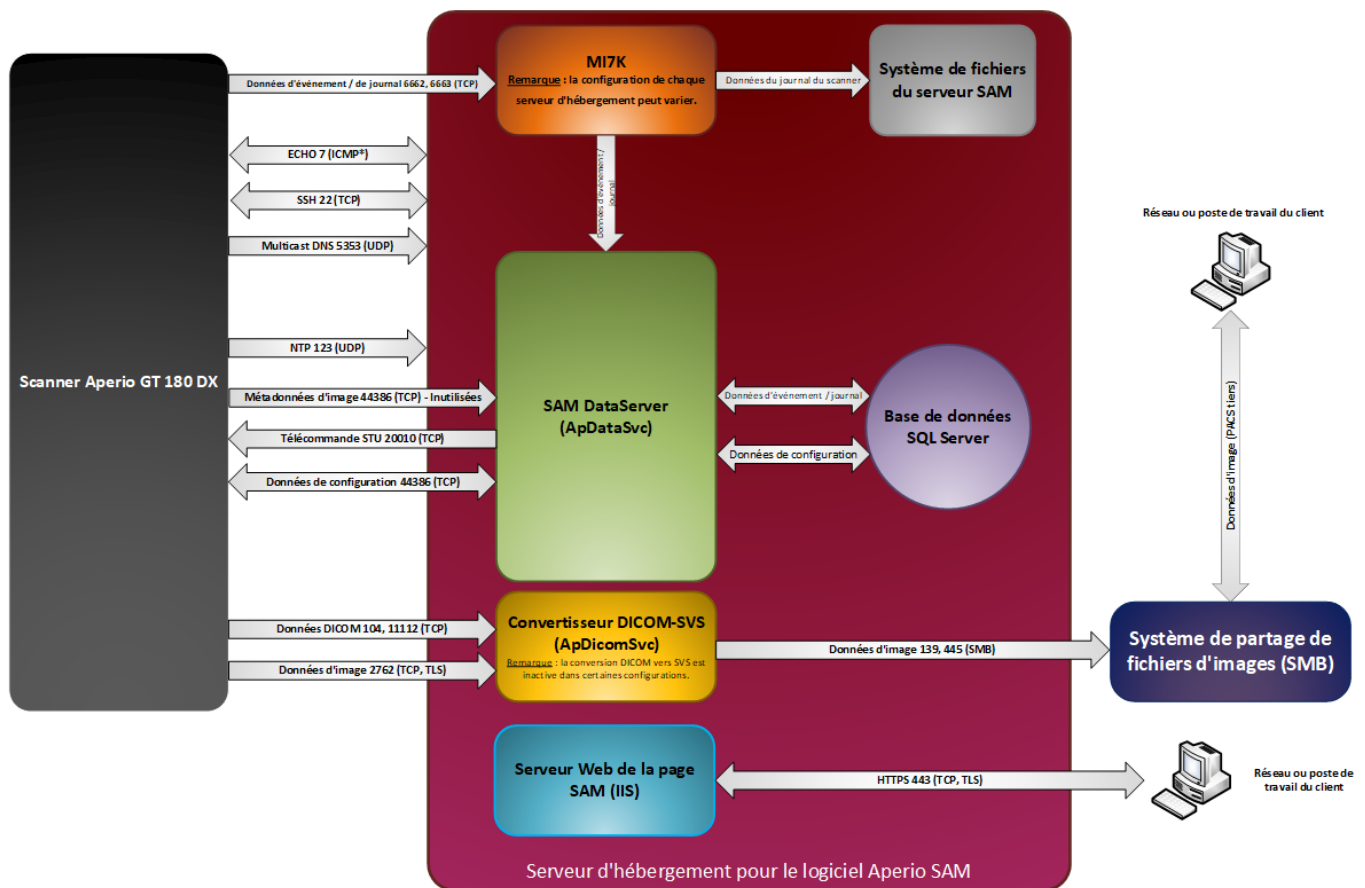 MI7K
Remarque : la configuration de chaque
serveur d'hébergement peut varier.
Système de fichiers
du serveur SAM
Données d'événement / de journal 6662, 6663 (TCP)
Données du journal du scanner
ECHO 7 (ICMP*)
SSH 22 (TCP)
Multicast DNS 5353 (UDP)
Données d'événement /
journal
Réseau ou poste de travail du client
NTP 123 (UDP)
Scanner Aperio GT 180 DX
Métadonnées d'image 44386 (TCP) - Inutilisées
Télécommande STU 20010 (TCP)
Données de configuration 44386 (TCP)
SAM DataServer
(ApDataSvc)
Données d'événement / journal
Données de configuration
Base de données
SQL Server
Données d'image (PACS tiers)
Données DICOM 104, 11112 (TCP)
Données d'image 2762 (TCP, TLS)
Convertisseur DICOM-SVS
(ApDicomSvc)
Remarque : la conversion DICOM vers SVS est
inactive dans certaines configurations.
Données d'image 139, 445 (SMB)
Système de partage de
fichiers d'images (SMB)
Serveur Web de la page
SAM (IIS)
HTTPS 443 (TCP, TLS)
Réseau ou poste de
travail du client
Serveur d'hébergement pour le logiciel Aperio SAM